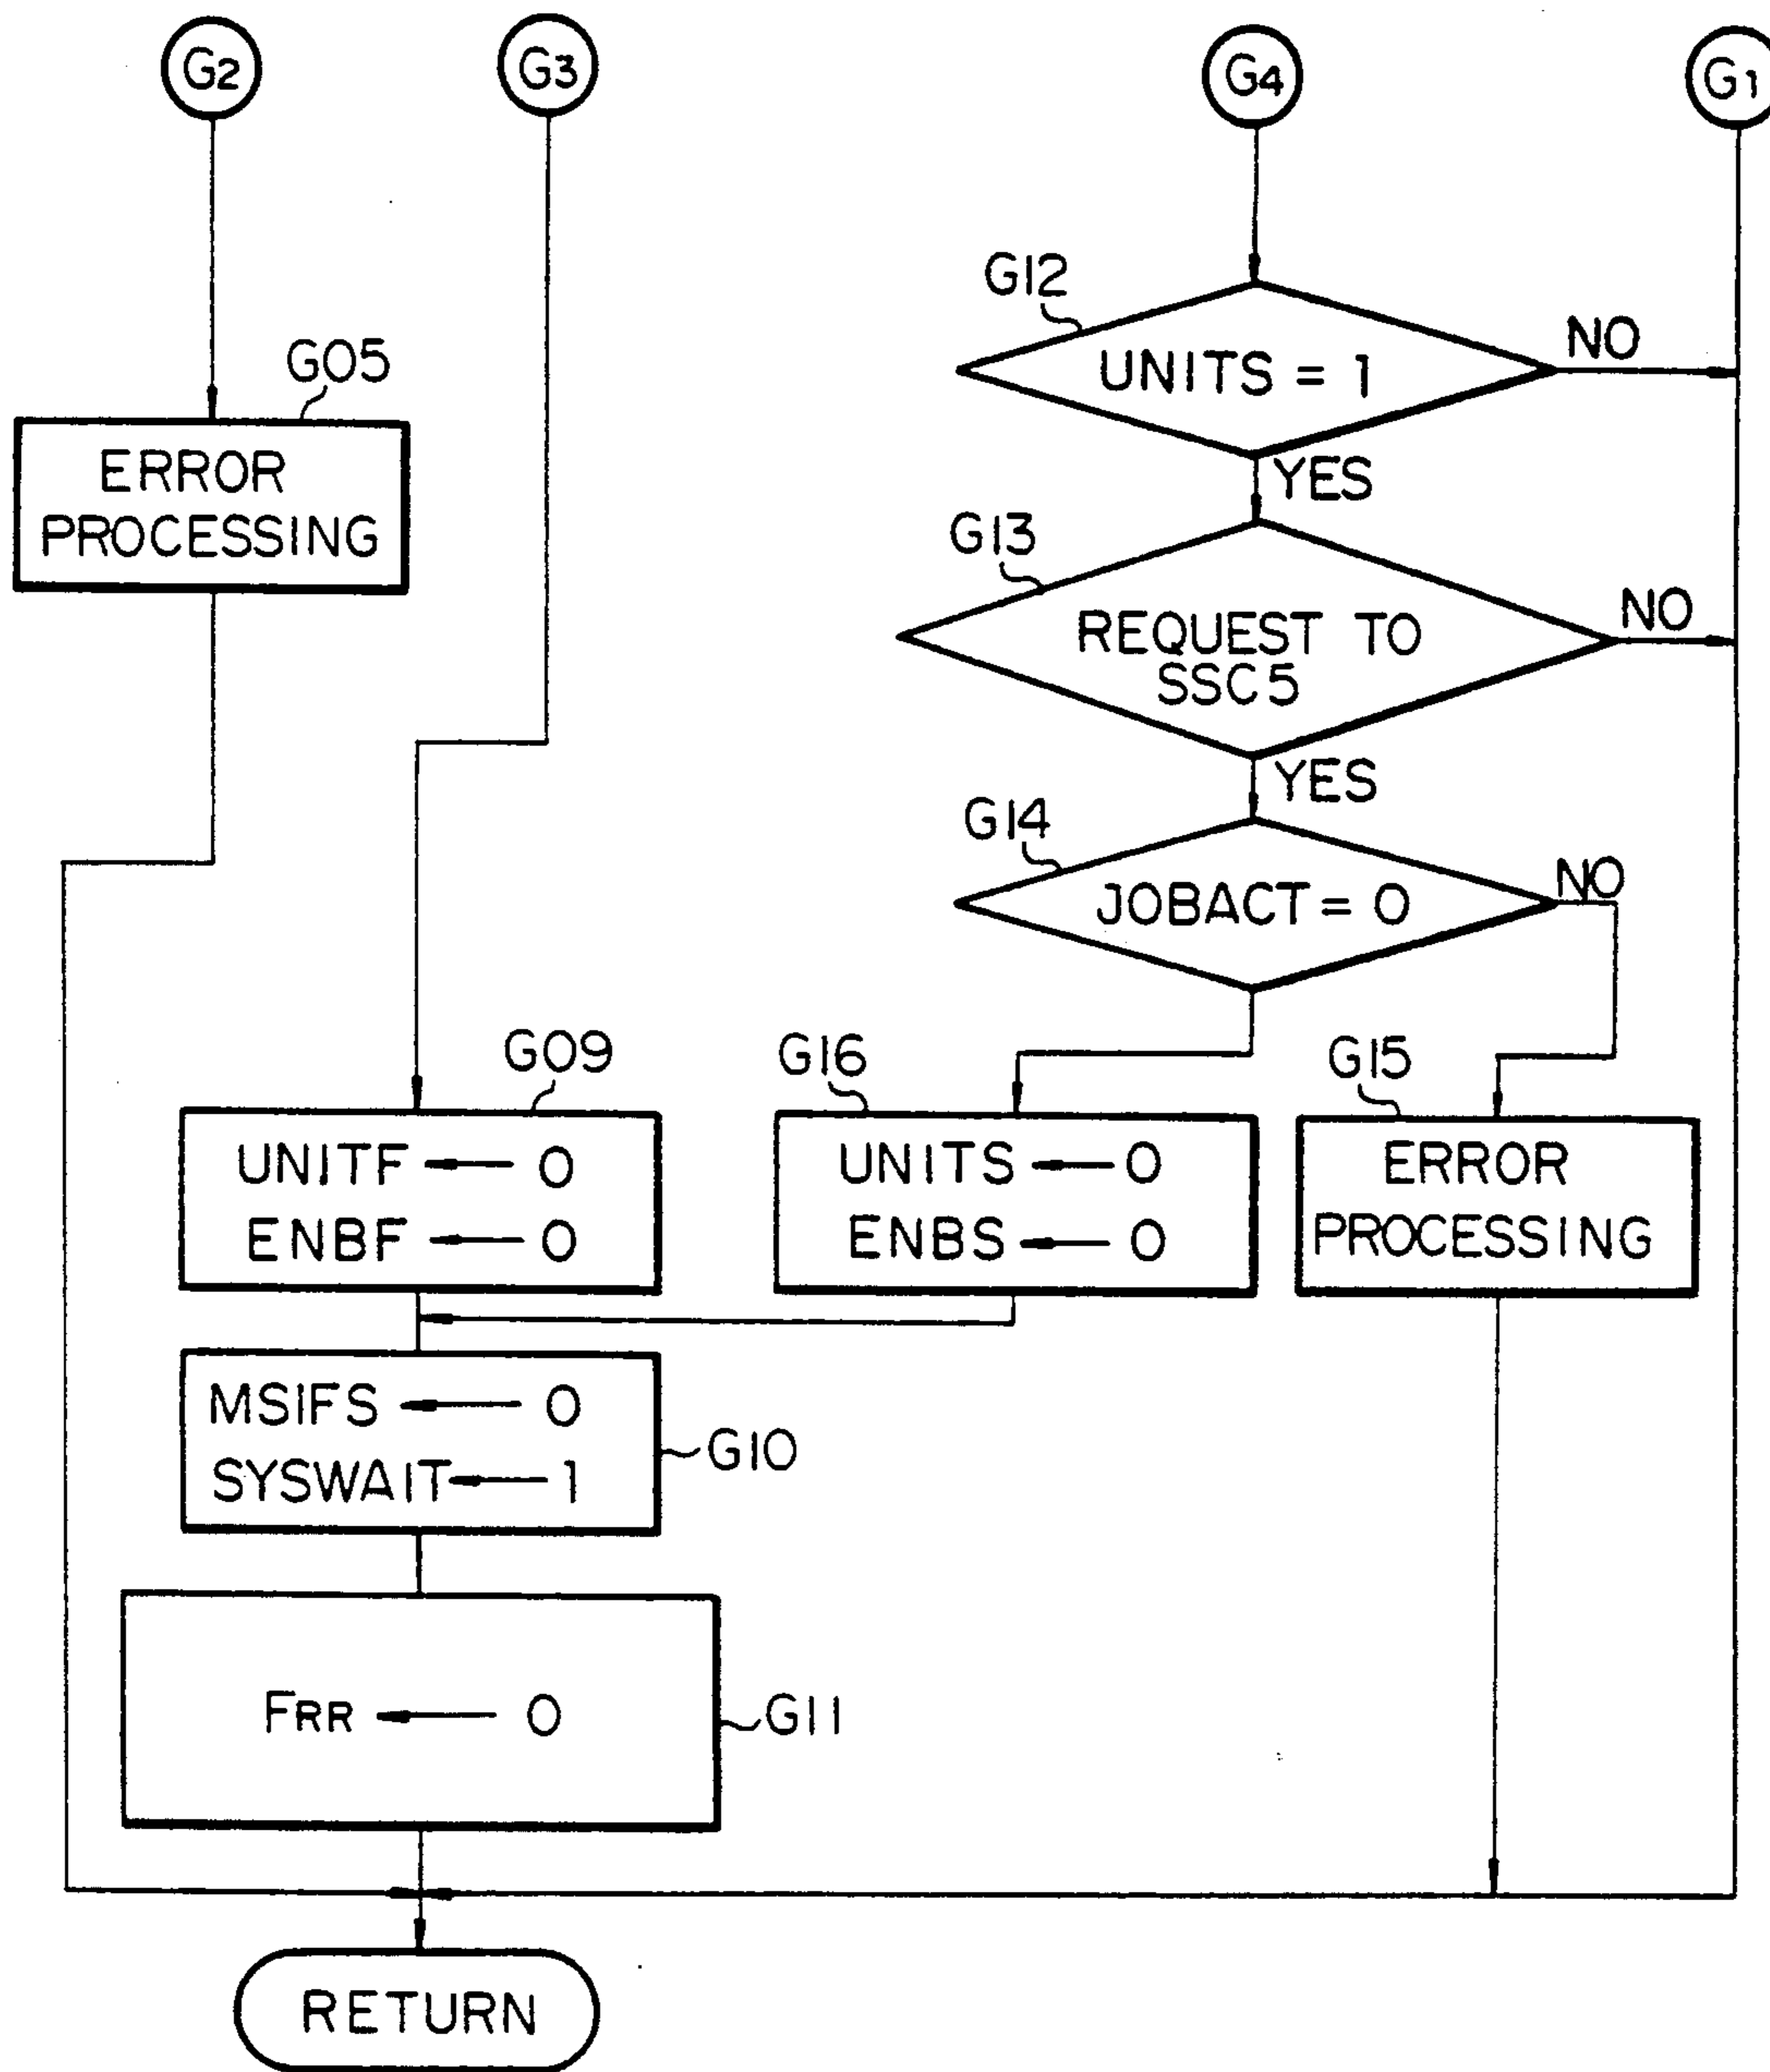 G2
G3
G4
G1
G12
UNITS = 1
NO
YES
G05
ERROR
PROCESSING
G13
REQUEST TO
SSC5
NO
YES
G14
JOBACT = 0
NO
G09
UNITF ← 0
ENBF ← 0
G16
UNITS ← 0
ENBS ← 0
G15
ERROR
PROCESSING
MSIFS ← 0
SYSWAIT ← 1
G10
FRR ← 0
G11
RETURN